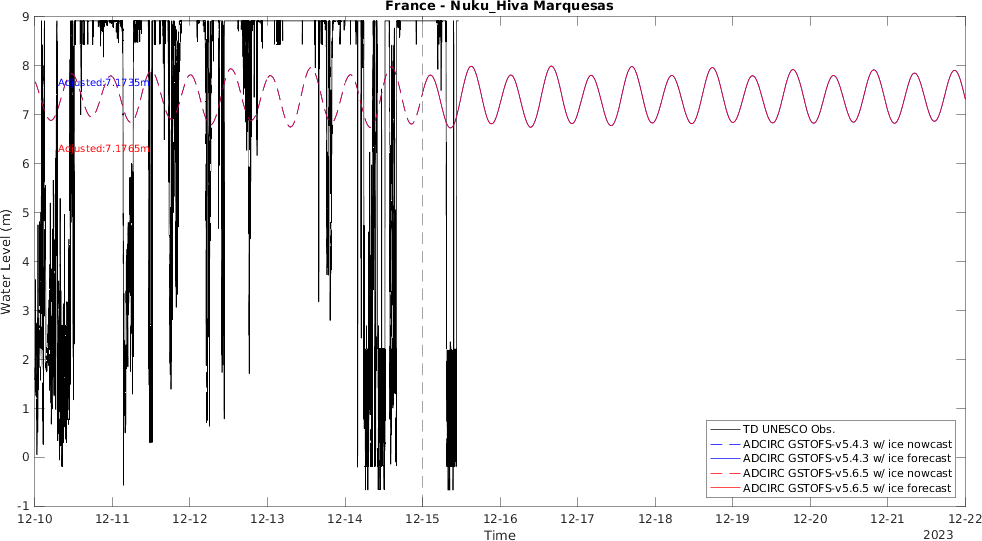 France - Nuku_Hiva Marquesas
Water Level (m)
9
8
7
6
5
4
3
2
1
0
-1
Adjusted:7.1735m
Adjusted:7.1765m
TD UNESCO Obs.
ADCIRC GSTOFS-v5.4.3 w/ ice nowcast
ADCIRC GSTOFS-v5.4.3 w/ ice forecast
ADCIRC GSTOFS-v5.6.5 w/ ice nowcast
ADCIRC GSTOFS-v5.6.5 w/ ice forecast
12-10 12-11 12-12 12-13 12-14 12-15 12-16 12-17 12-18 12-19 12-20 12-21 12-22
Time
2023